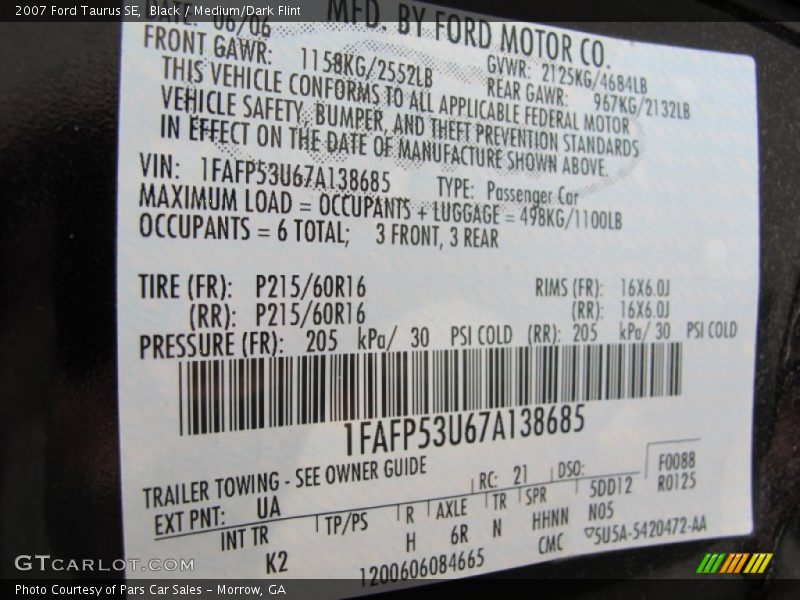 2007 Ford Taurus SE, Black / Medium/Dark Flint
DATE: 06/06 MFD. BY FORD MOTOR CO.
FRONT GAWR: 1158KG/2552LB GVWR: 2125KG/4684LB
REAR GAWR: 967KG/2132LB
THIS VEHICLE CONFORMS TO ALL APPLICABLE FEDERAL MOTOR
VEHICLE SAFETY, BUMPER, AND THEFT PREVENTION STANDARDS
IN EFFECT ON THE DATE OF MANUFACTURE SHOWN ABOVE.
VIN: 1FAFP53U67A138685 TYPE: Passenger Car
MAXIMUM LOAD = OCCUPANTS + LUGGAGE = 498KG/1100LB
OCCUPANTS = 6 TOTAL; 3 FRONT, 3 REAR
TIRE (FR): P215/60R16 RIMS (FR): 16X6.0J
(RR): P215/60R16 (RR): 16X6.0J
PRESSURE (FR): 205 kPa/ 30 PSI COLD (RR): 205 kPa/ 30 PSI COLD
1FAFP53U67A138685
TRAILER TOWING - SEE OWNER GUIDE
EXT PNT: UA RC: 21 DSO: F0088
R0125
INT TR TP/PS R AXLE TR SPR 5DD12
K2 H 6R N HHNN N05
1200606084665 CMC 5U5A-5420472-AA
GTCARLOT.COM
Photo Courtesy of Pars Car Sales - Morrow, GA